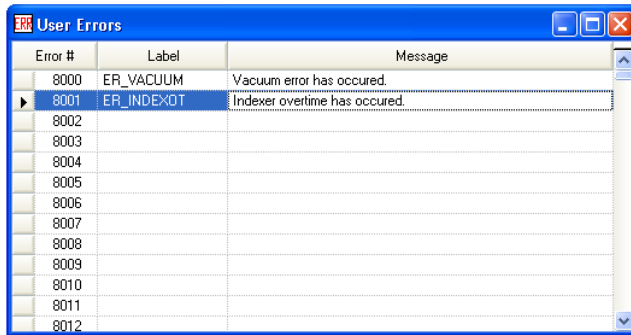 ERR User Errors
Error # Label Message
8000 ER_VACUUM Vacuum error has occured.
8001 ER_INDEXOT Indexer overtime has occured.
8002
8003
8004
8005
8006
8007
8008
8009
8010
8011
8012